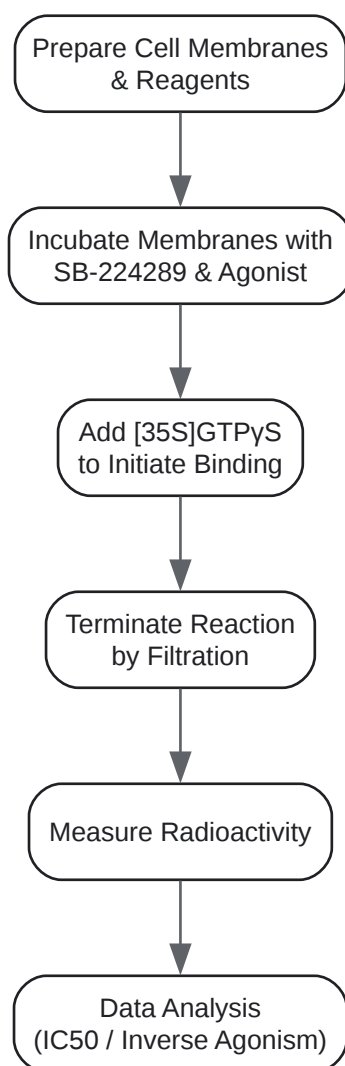 Prepare Cell Membranes
& Reagents
Incubate Membranes with
SB-224289 & Agonist
Add [35S]GTPγS
to Initiate Binding
Terminate Reaction
by Filtration
Measure Radioactivity
Data Analysis
(IC50 / Inverse Agonism)